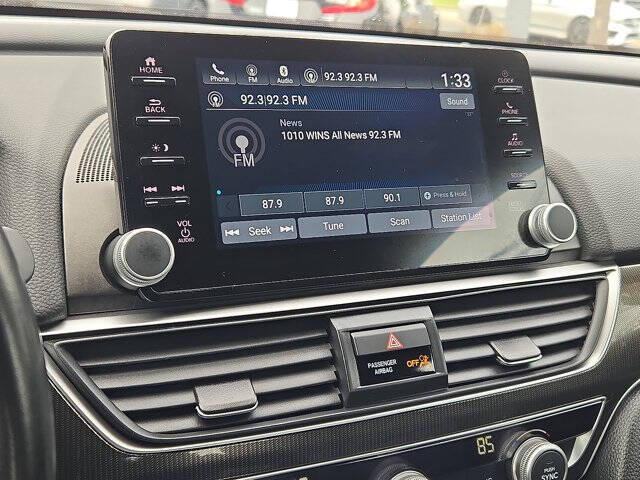 HOME
BACK
VOL
AUDIO
Phone
FM
Audio
92.3 92.3 FM
1:33
92.3|92.3 FM
Sound
News
1010 WINS All News 92.3 FM
FM
87.9
87.9
90.1
Press & Hold
Seek
Tune
Scan
Station List
CLOCK
PHONE
AUDIO
SOURCE
PASSENGER
AIRBAG
OFF
85
PUSH
SYNC